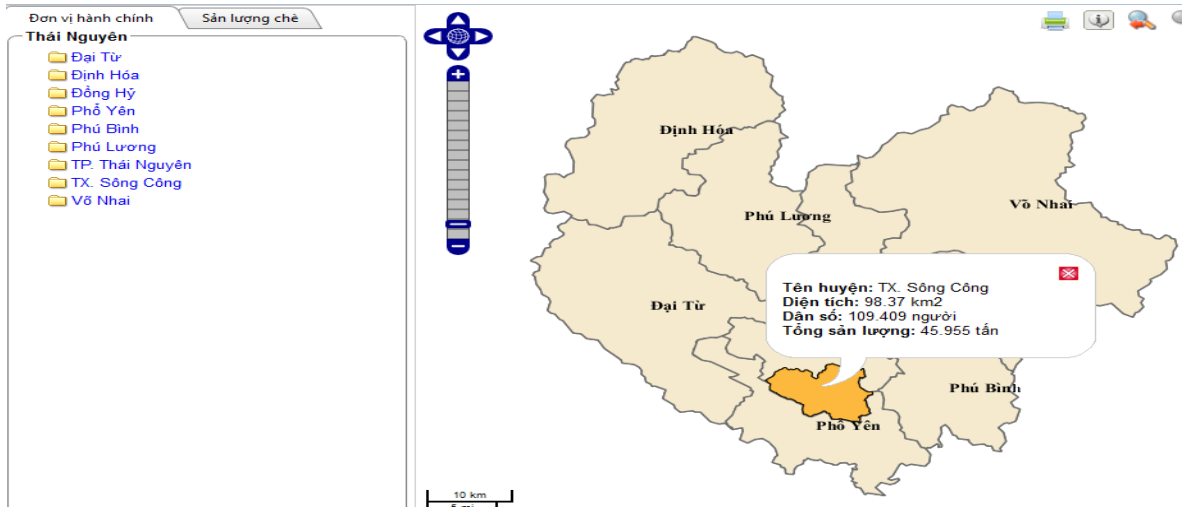 Đơn vị hành chính
Sản lượng chè
Thái Nguyên
Đại Từ
Định Hóa
Đồng Hỷ
Phổ Yên
Phú Bình
Phú Lương
TP. Thái Nguyên
TX. Sông Công
Võ Nhai
Định Hóa
Phú Lương
Võ Nhai
Đại Từ
Tên huyện: TX. Sông Công
Diện tích: 98.37 km2
Dân số: 109.409 người
Tổng sản lượng: 45.955 tấn
Phú Bình
Phổ Yên
10 km
5 mi